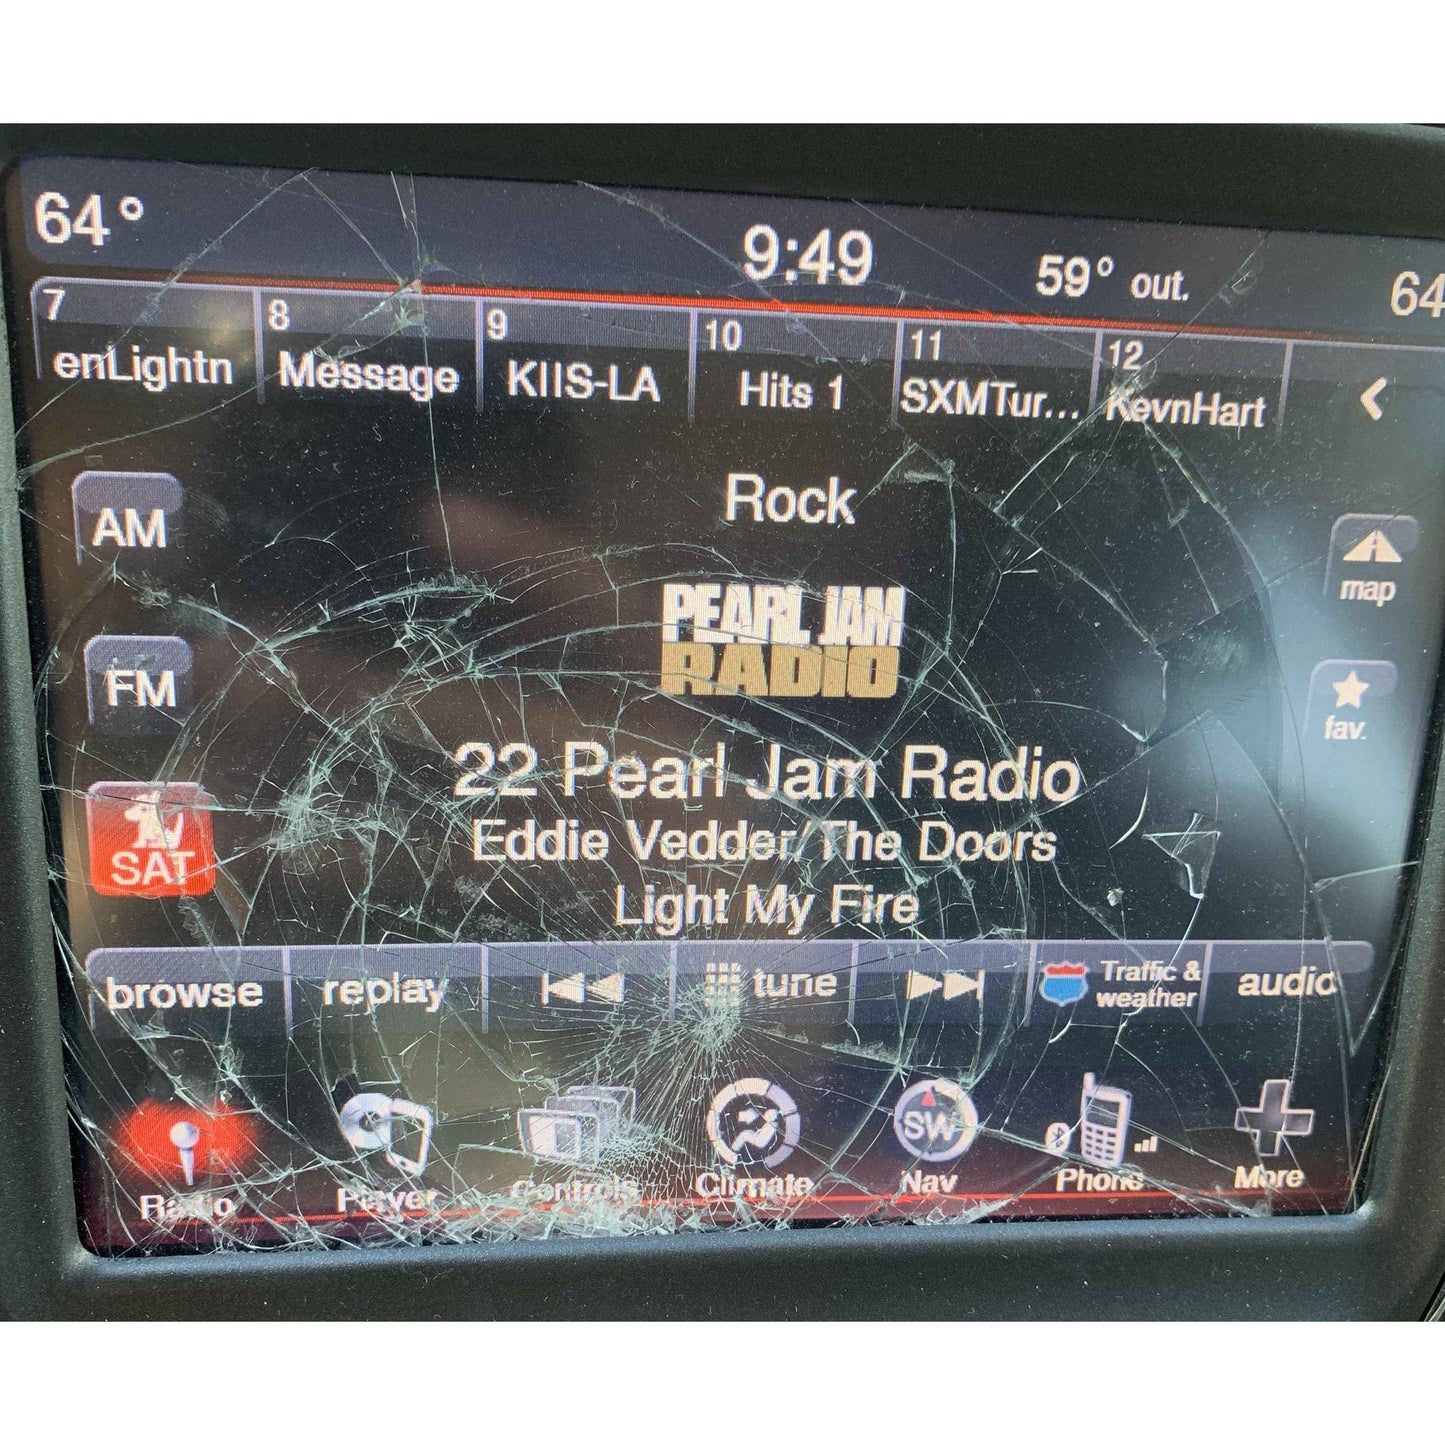 64° 9:49 59° out. 64
7 8 9 10 11 12
enLightn Message KIIS-LA Hits 1 SXMTur... KevnHart
Rock
AM
map
PEARL JAM
RADIO
FM
fav.
22 Pearl Jam Radio
SAT
Eddie Vedder/The Doors
Light My Fire
browse replay tune Traffic & audio
weather
SW
Radio Player Controls Climate Nav Phone More